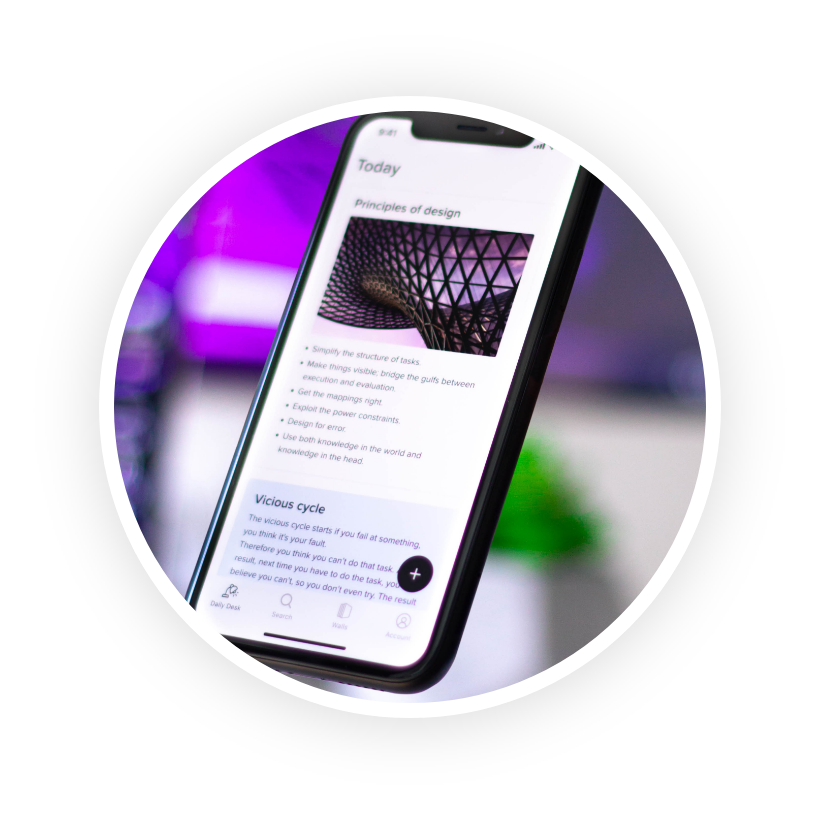 9:41
Today
Principles of design
• Simplify the structure of tasks.
• Make things visible, bridge the gulfs between
execution and evaluation.
• Get the mappings right.
• Exploit the power constraints.
• Design for error.
• Use both knowledge in the world and
knowledge in the head.
Vicious cycle
The vicious cycle starts if you fail at something,
you think it's your fault.
Therefore you think you can't do that task
result, next time you have to do the task, you
believe you can't, so you don't even try. The result
Daily Desk
Search
Walls
Account